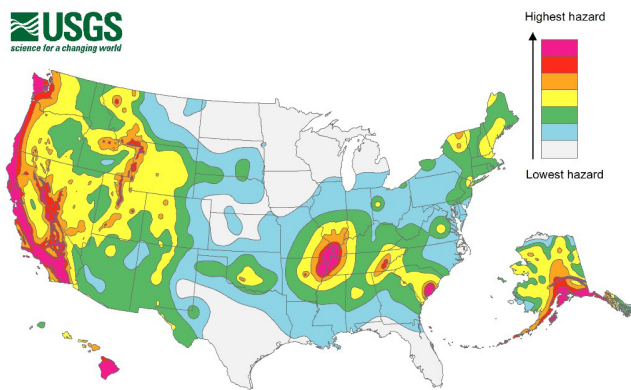 USGS
science for a changing world
Highest hazard
Lowest hazard